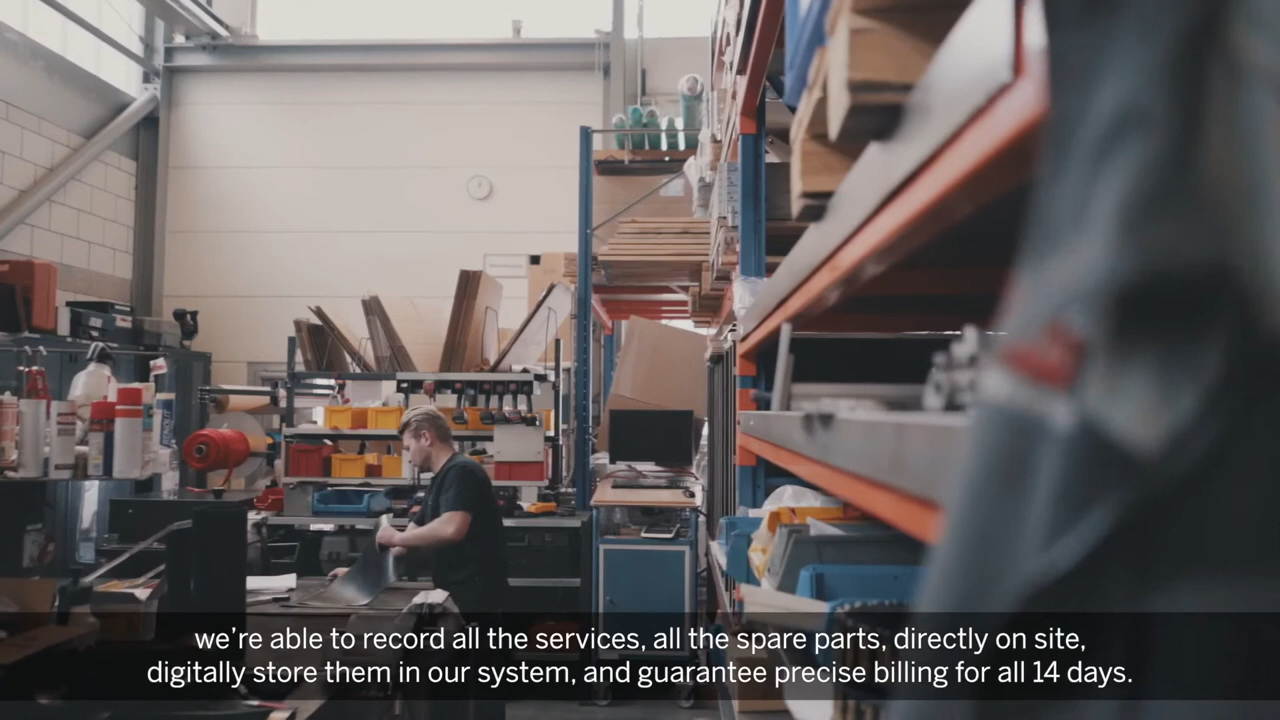 we’re able to record all the services, all the spare parts, directly on site,
digitally store them in our system, and guarantee precise billing for all 14 days.